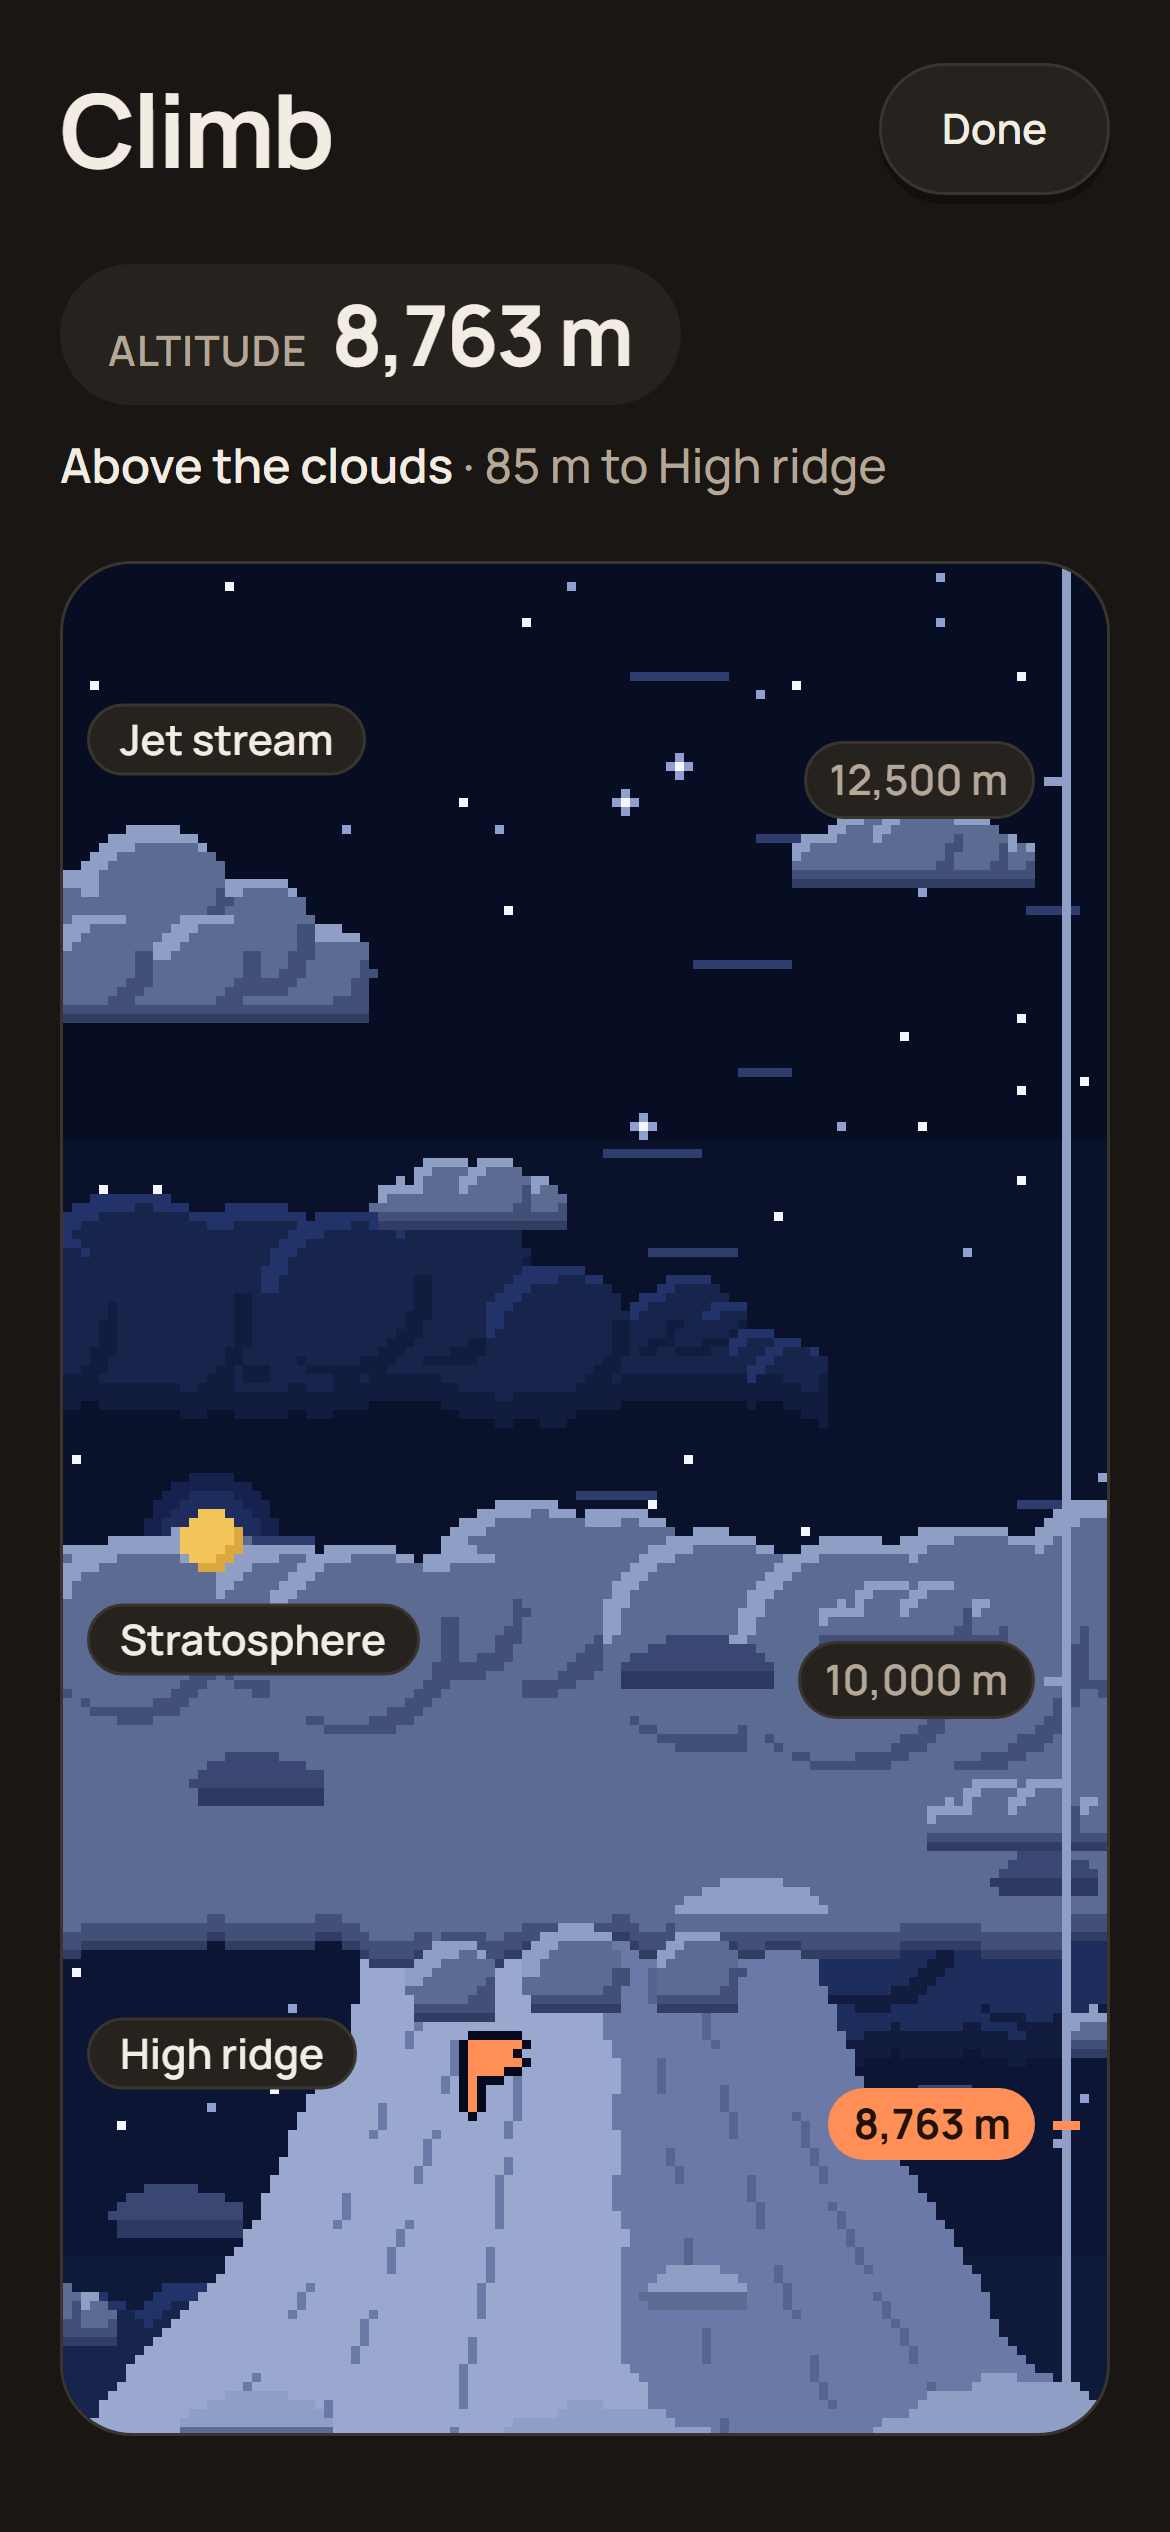 Climb
Done
ALTITUDE 8,763 m
Above the clouds · 85 m to High ridge
Jet stream
12,500 m
Stratosphere
10,000 m
High ridge
8,763 m